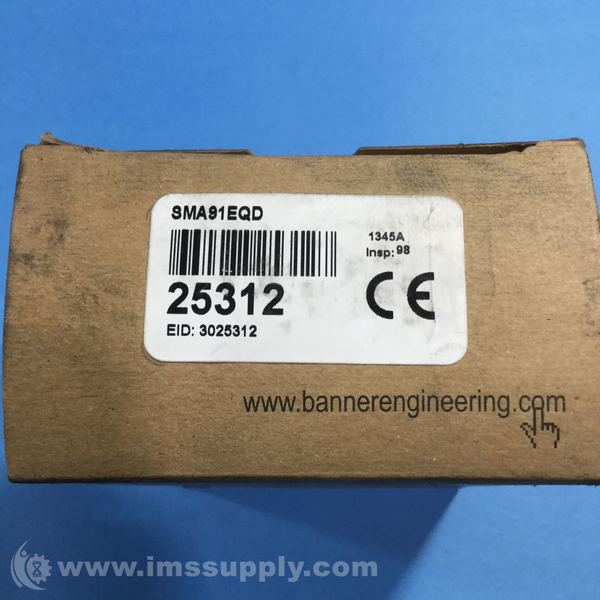 SMA91EQD
1345A
Insp: 98
25312
CE
EID: 3025312
www.bannerengineering.com
www.imssupply.com